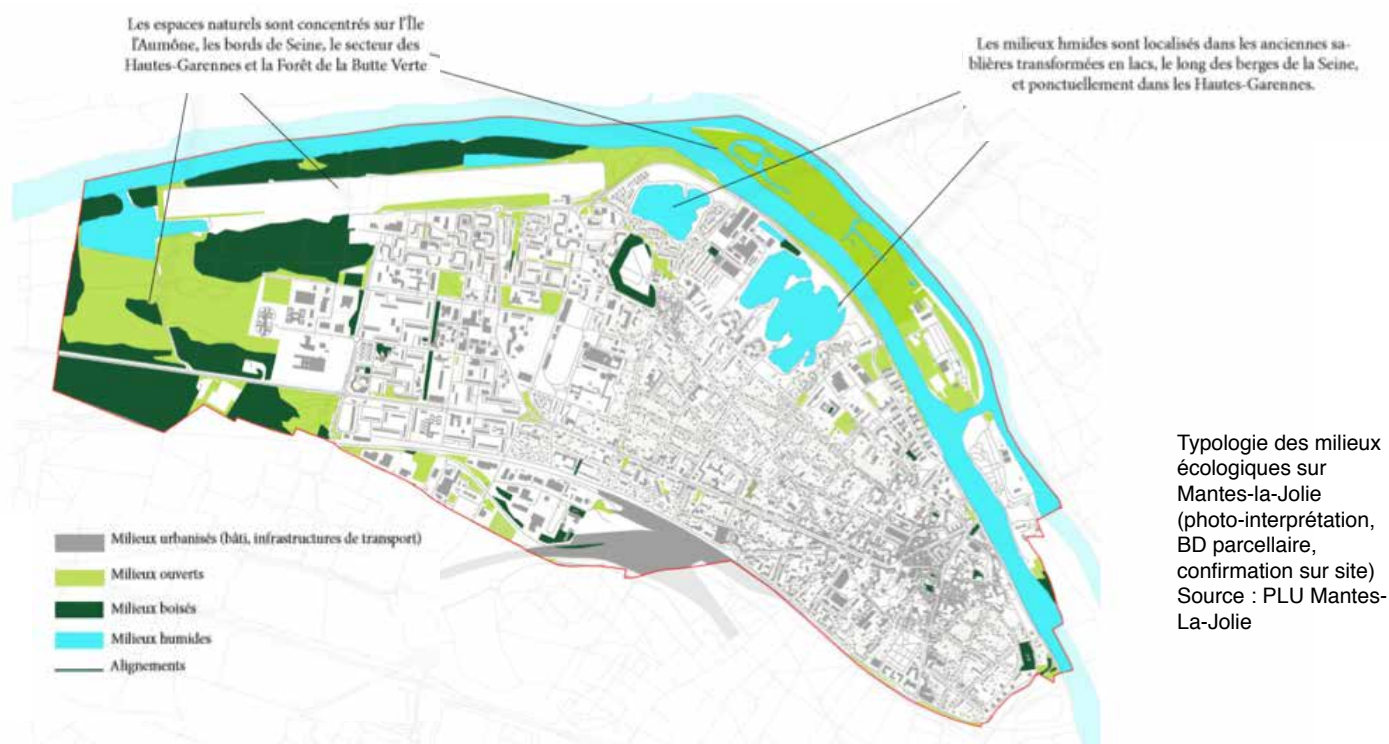 Les espaces naturels sont concentrés sur l'Île
l'Aumône, les bords de Seine, le secteur des
Hautes-Garennes et la Forêt de la Butte Verte
Les milieux hmides sont localisés dans les anciennes sa-
blières transformées en lacs, le long des berges de la Seine,
et ponctuellement dans les Hautes-Garennes.
Milieux urbanisés (bâti, infrastructures de transport)
Milieux ouverts
Milieux boisés
Milieux humides
Alignements
Typologie des milieux
écologiques sur
Mantes-la-Jolie
(photo-interprétation,
BD parcellaire,
confirmation sur site)
Source : PLU Mantes-
La-Jolie